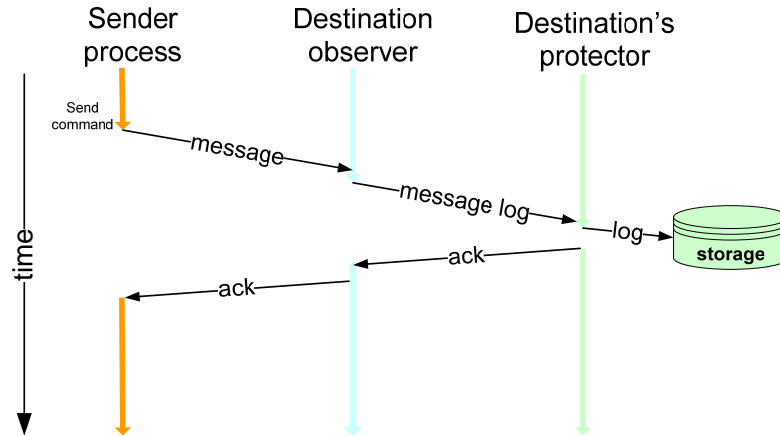 Sender
process
Destination
observer
Destination's
protector
Send
command
message
message log
log
storage
ack
ack
time